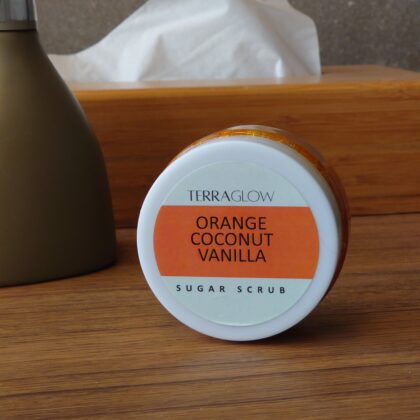 TERRAGLOW
ORANGE
COCONUT
VANILLA
SUGAR SCRUB